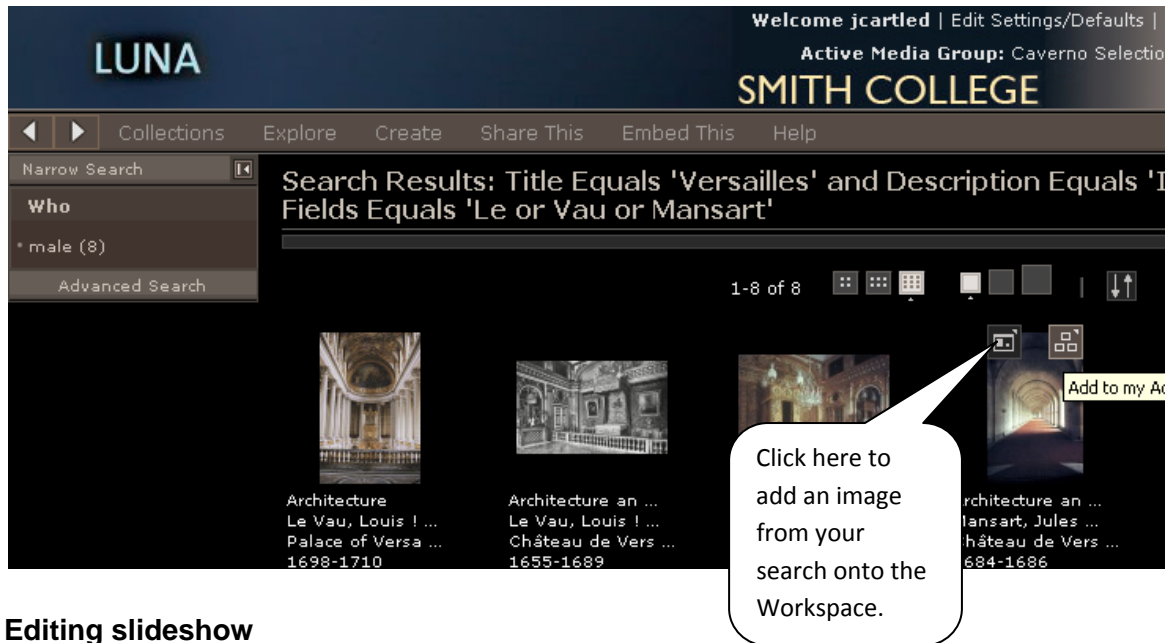 Welcome jcartled | Edit Settings/Defaults |
LUNA
Active Media Group: Caverno Selectio
SMITH COLLEGE
Collections Explore Create Share This Embed This Help
Narrow Search
Who
male (8)
Advanced Search
Search Results: Title Equals 'Versailles' and Description Equals 'I
Fields Equals 'Le or Vau or Mansart'
1-8 of 8 |
Add to my Ac
Architecture
Le Vau, Louis ! ...
Palace of Versa ...
1698-1710
Architecture an ...
Le Vau, Louis ! ...
Château de Vers ...
1655-1689
Click here to
add an image
from your
search onto the
Workspace.
rchitecture an ...
Mansart, Jules ...
hâteau de Vers ...
684-1686
Editing slideshow